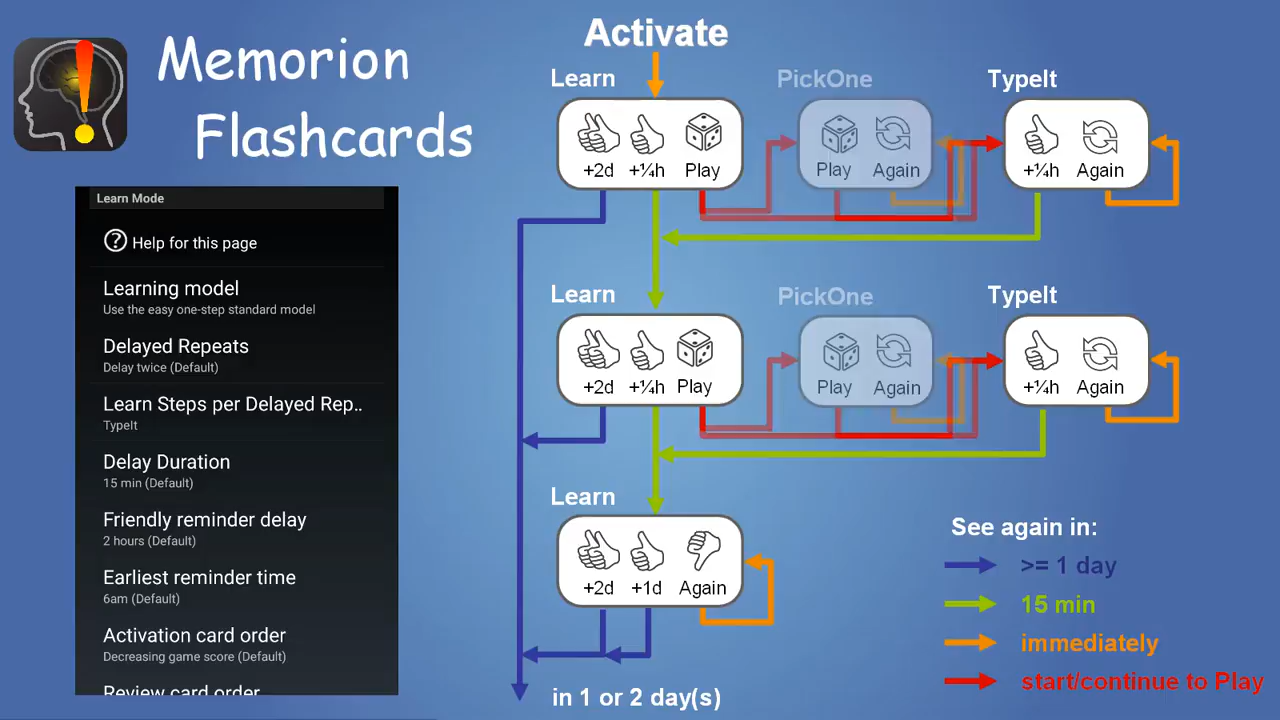 Memorion
Flashcards
Learn Mode
Help for this page
Learning model
Use the easy one-step standard model
Delayed Repeats
Delay twice (Default)
Learn Steps per Delayed Rep..
TypeIt
Delay Duration
15 min (Default)
Friendly reminder delay
2 hours (Default)
Earliest reminder time
6am (Default)
Activation card order
Decreasing game score (Default)
Review card order
Activate
Learn PickOne TypeIt
+2d +¼h Play Play Again +¼h Again
Learn PickOne TypeIt
+2d +¼h Play Play Again +¼h Again
Learn
+2d +1d Again
in 1 or 2 day(s)
See again in:
>= 1 day
15 min
immediately
start/continue to Play